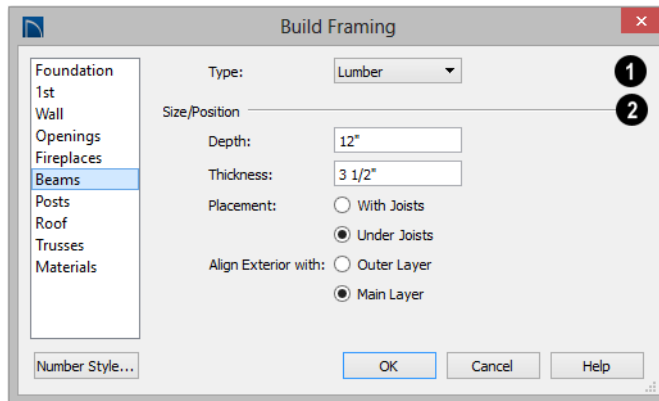 Build Framing
Foundation
1st
Wall
Openings
Fireplaces
Beams
Posts
Roof
Trusses
Materials
Number Style...
Type: Lumber 1
Size/Position 2
Depth: 12"
Thickness: 3 1/2"
Placement: With Joists
Under Joists
Align Exterior with: Outer Layer
Main Layer
OK Cancel Help